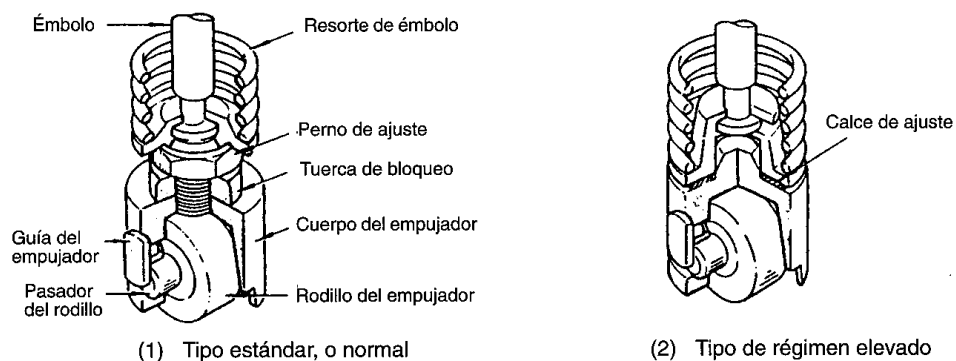 Émbolo
Resorte de émbolo
Perno de ajuste
Tuerca de bloqueo
Cuerpo del empujador
Guía del
empujador
Pasador
del rodillo
Rodillo del empujador
(1) Tipo estándar, o normal
Calce de ajuste
(2) Tipo de régimen elevado